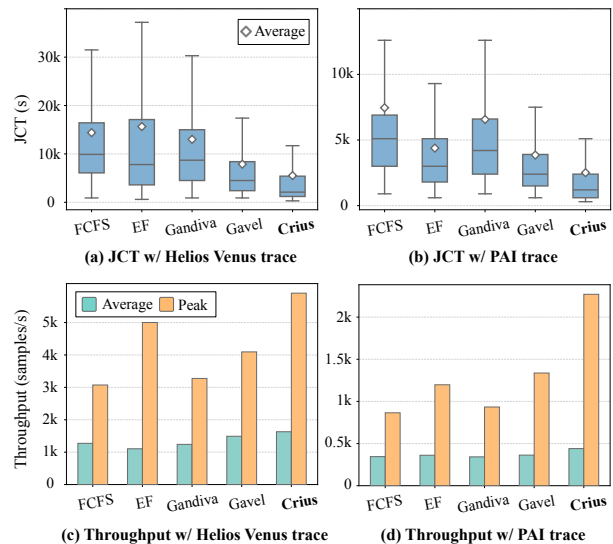 JCT (s)
30k
20k
10k
0
Average
FCFS EF Gandiva Gavel Crius
(a) JCT w/ Helios Venus trace
10k
5k
0
FCFS EF Gandiva Gavel Crius
(b) JCT w/ PAI trace
Throughput (samples/s)
5k
4k
3k
2k
1k
0
Average Peak
FCFS EF Gandiva Gavel Crius
(c) Throughput w/ Helios Venus trace
2k
1.5k
1k
0.5k
0
FCFS EF Gandiva Gavel Crius
(d) Throughput w/ PAI trace